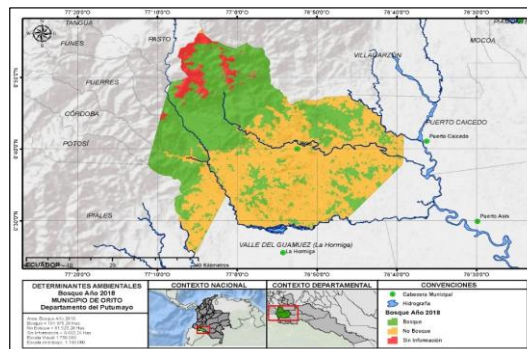 77°20'0"O
77°10'0"O
77°0'0"O
76°50'0"O
76°40'0"O
76°30'0"O
TANGUA
FUNES
PASTO
VILLAGARZÓN
MOCOA
PUERRES
CÓRDOBA
PUERTO CAICEDO
Puerto Caicedo
POTOSÍ
IPIALES
Puerto Asís
VALLE DEL GUAMUEZ (La Hormiga)
La Hormiga
ECUADOR
Kilómetros
DETERMINANTES AMBIENTALES
Bosque Año 2018
MUNICIPIO DE ORITO
Departamento del Putumayo
CONTEXTO NACIONAL
CONTEXTO DEPARTAMENTAL
CONVENCIONES
Cabecera Municipal
Hidrografía
Bosque Año 2018
Bosque
No Bosque
Sin Información